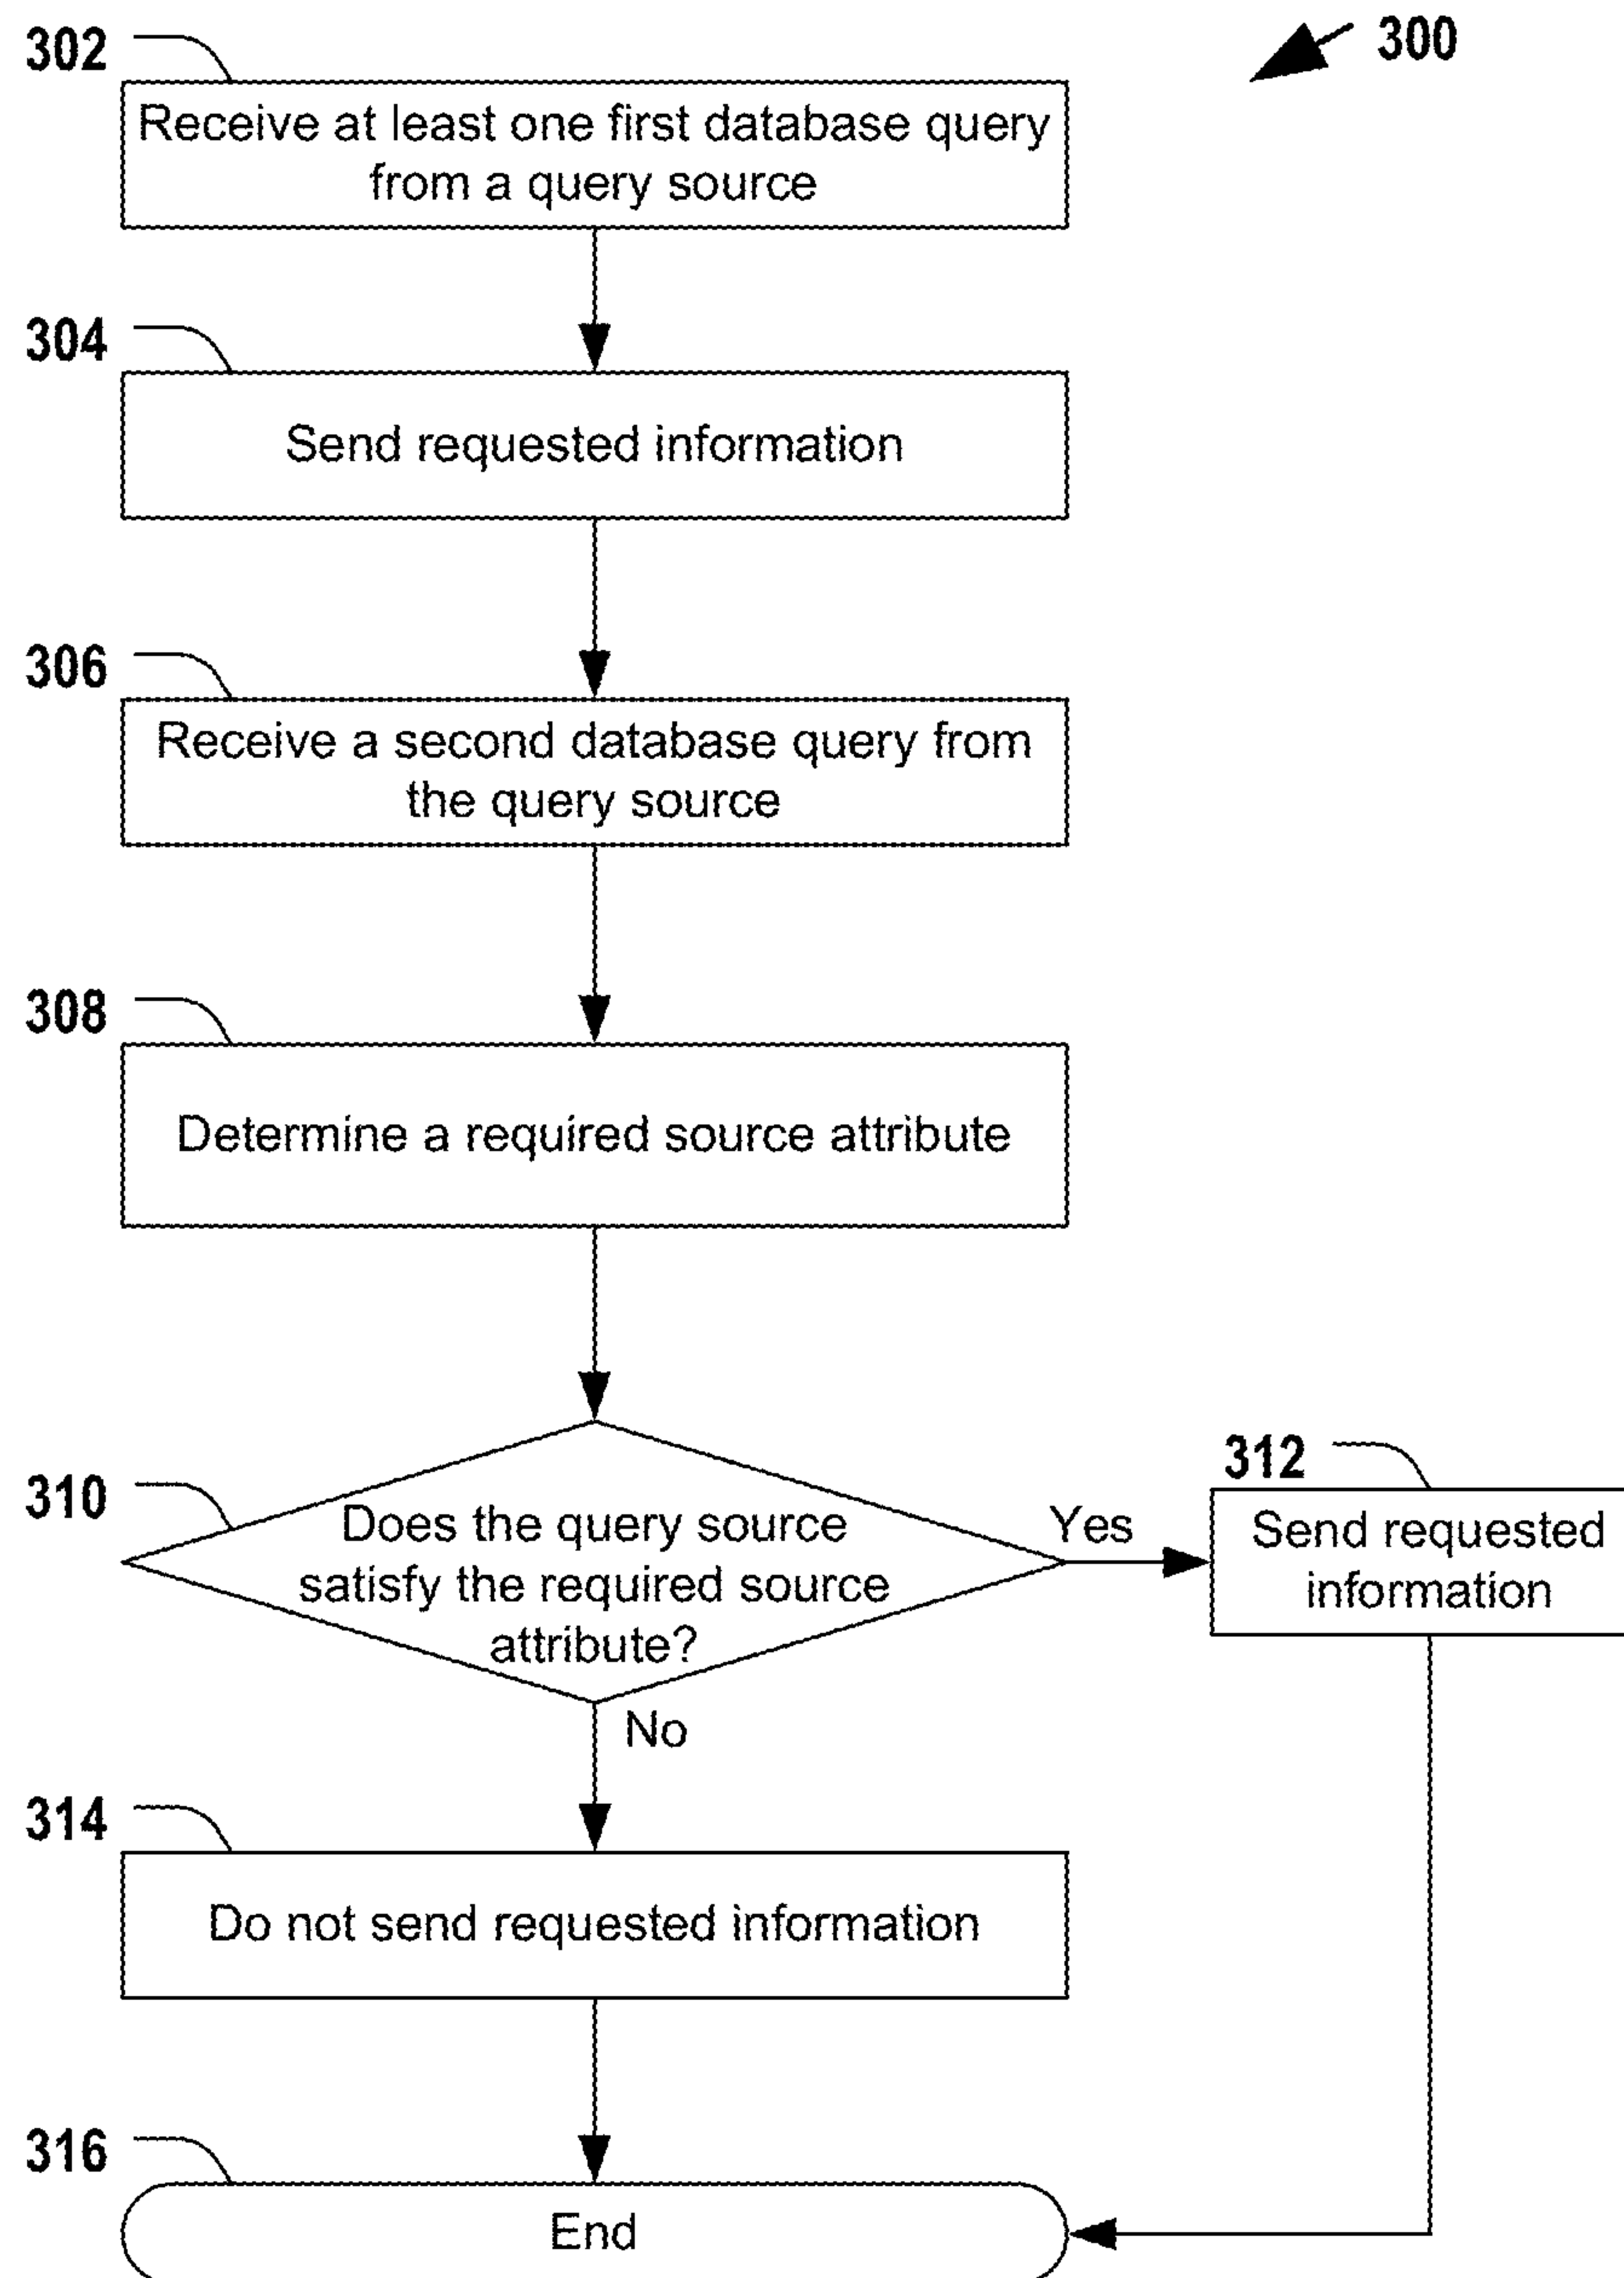 302
300
Receive at least one first database query
from a query source
304
Send requested information
306
Receive a second database query from
the query source
308
Determine a required source attribute
310
Does the query source
satisfy the required source
attribute?
Yes
312
Send requested
information
No
314
Do not send requested information
316
End